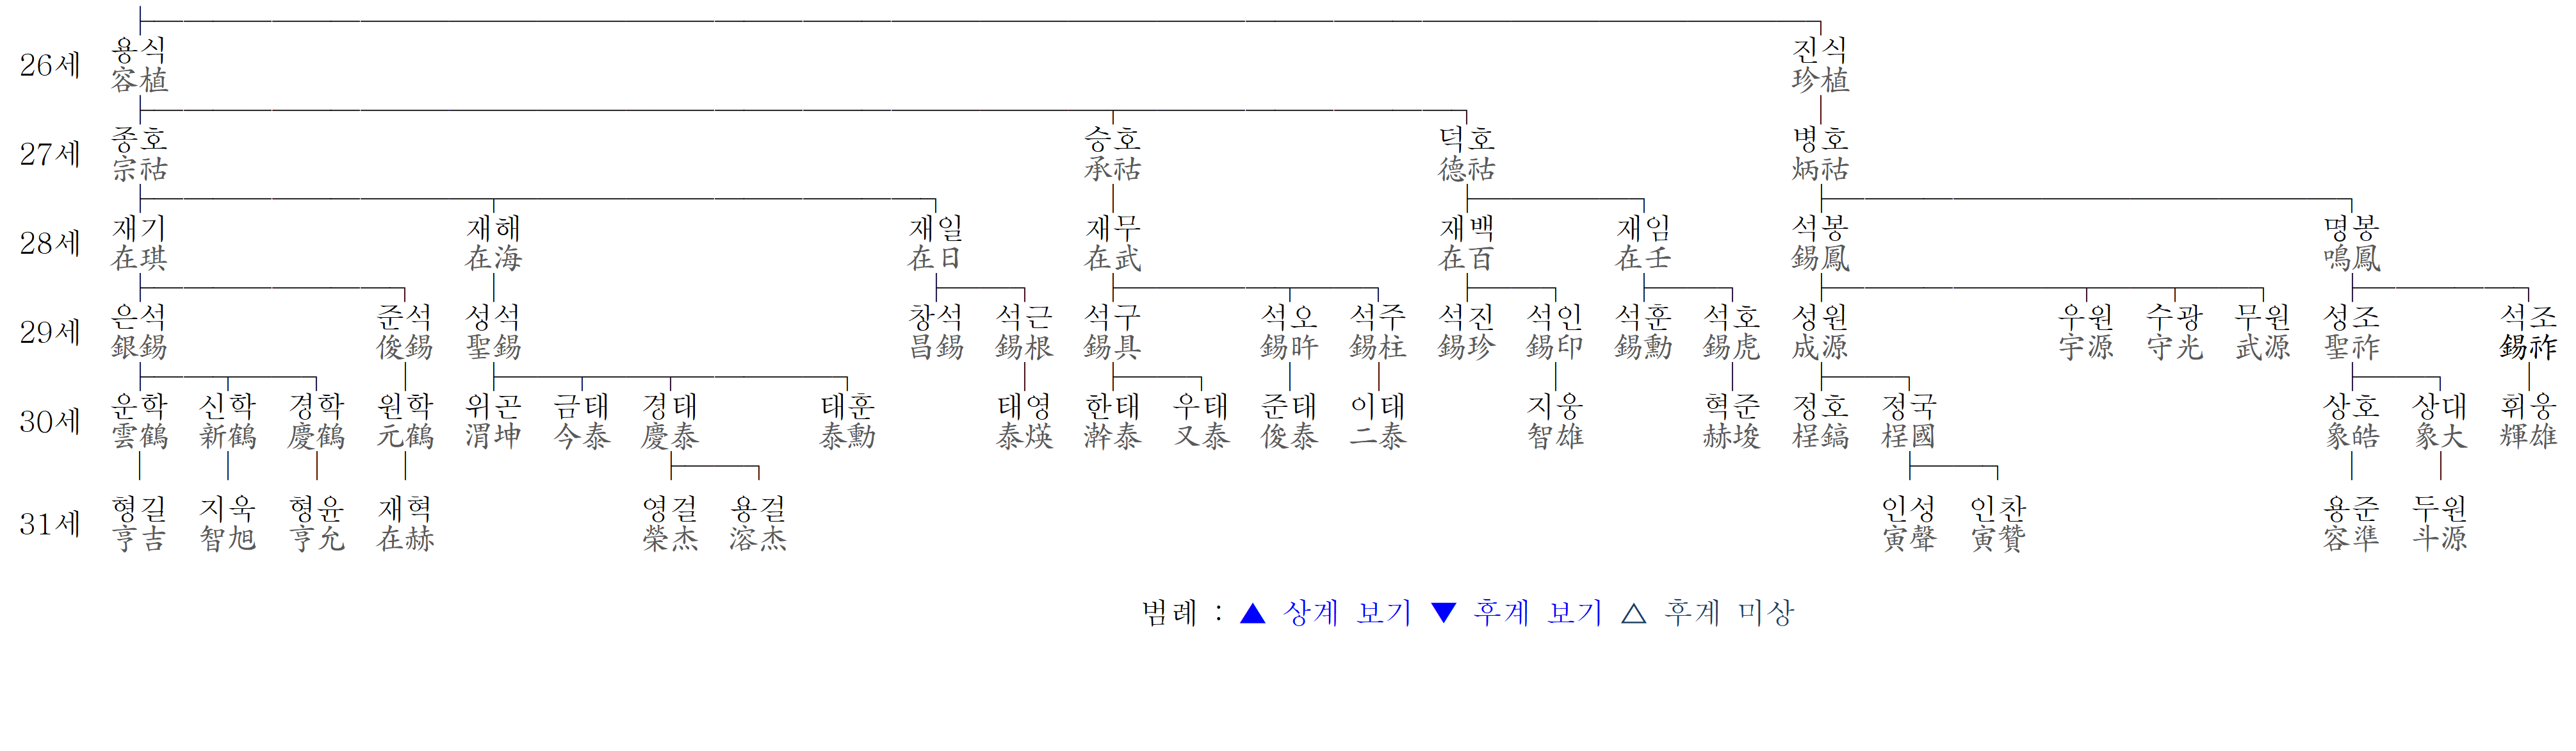 용식 진식
26세
容植 珍植
종호 승호 덕호 병호
27세
宗祜 承祜 德祜 炳祜
재기 재해 재일 재무 재백 재임 석봉 명봉
28세
在琪 在海 在日 在武 在百 在壬 錫鳳 鳴鳳
은석 준석 성석 창석 석근 석구 석오 석주 석진 석인 석훈 석호 성원 우원 수광 무원 성조 석조
29세
銀錫 俊錫 聖錫 昌錫 錫根 錫具 錫旿 錫柱 錫珍 錫印 錫勳 錫虎 成源 宇源 守光 武源 聖祚 錫祚
운학 신학 경학 원학 위곤 금태 경태 태훈 태영 한태 우태 준태 이태 지웅 혁준 정호 정국 상호 상대 휘웅
30세
雲鶴 新鶴 慶鶴 元鶴 渭坤 今泰 慶泰 泰勳 泰煐 澣泰 又泰 俊泰 二泰 智雄 赫埈 桯鎬 桯國 象皓 象大 輝雄
형길 지욱 형윤 재혁 영걸 용걸 인성 인찬 용준 두원
31세
亨吉 智旭 亨允 在赫 榮杰 溶杰 寅聲 寅贊 容準 斗源
범례 : ▲ 상계 보기 ▼ 후계 보기 △ 후계 미상